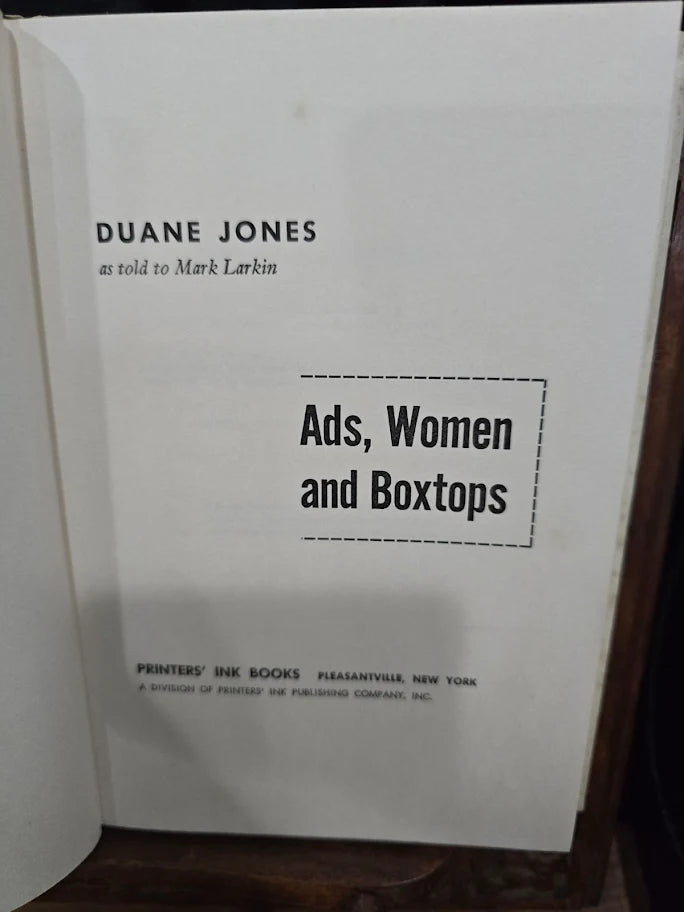 DUANE JONES
as told to Mark Larkin
Ads, Women
and Boxtops
PRINTERS' INK BOOKS PLEASANTVILLE, NEW YORK
A DIVISION OF PRINTERS' INK PUBLISHING COMPANY, INC.